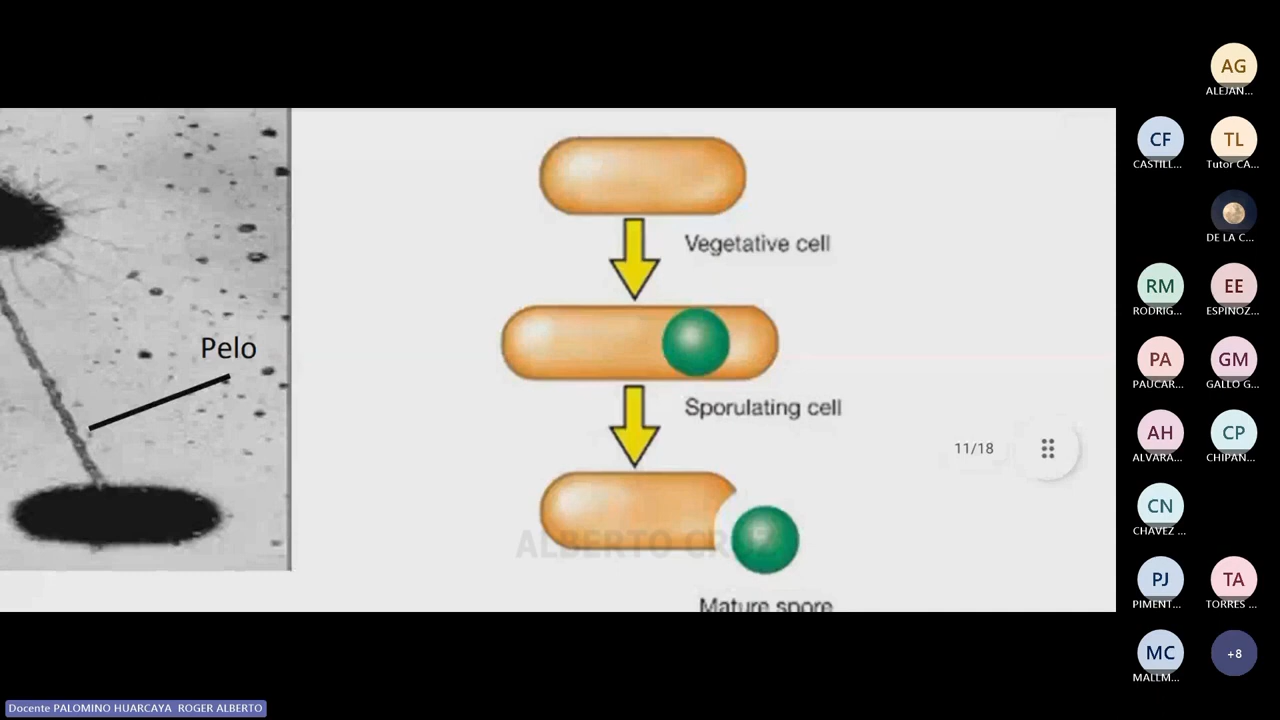 Pelo
Vegetative cell
Sporulating cell
11/18
ALBERTO CRUZ
Mature spore
AG
ALEJAN...
CF
CASTILL...
TL
Tutor CA...
DE LA C...
RM
RODRIG...
EE
ESPINOZ...
PA
PAUCAR...
GM
GALLO G...
AH
ALVARA...
CP
CHIPAN...
CN
CHAVEZ ...
PJ
PIMENT...
TA
TORRES ...
MC
MALLM...
+8
Docente PALOMINO HUARCAYA ROGER ALBERTO